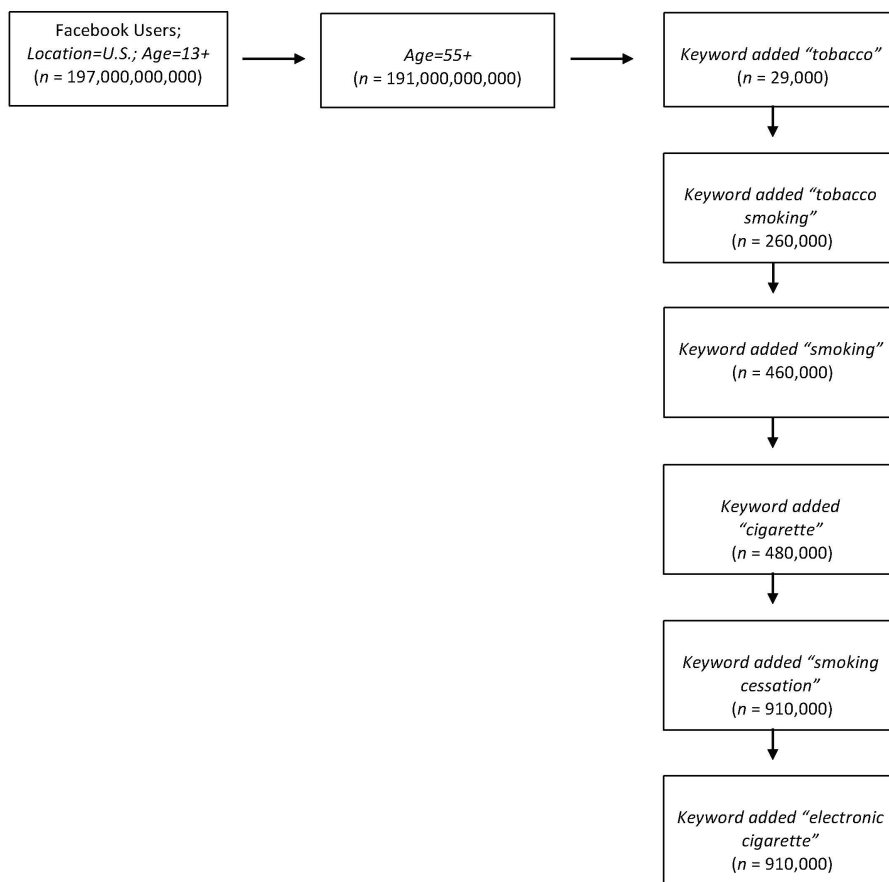 Facebook Users;
Location=U.S.; Age=13+
(n = 197,000,000,000)
Age=55+
(n = 191,000,000,000)
Keyword added “tobacco”
(n = 29,000)
Keyword added “tobacco
smoking”
(n = 260,000)
Keyword added “smoking”
(n = 460,000)
Keyword added
“cigarette”
(n = 480,000)
Keyword added “smoking
cessation”
(n = 910,000)
Keyword added “electronic
cigarette”
(n = 910,000)